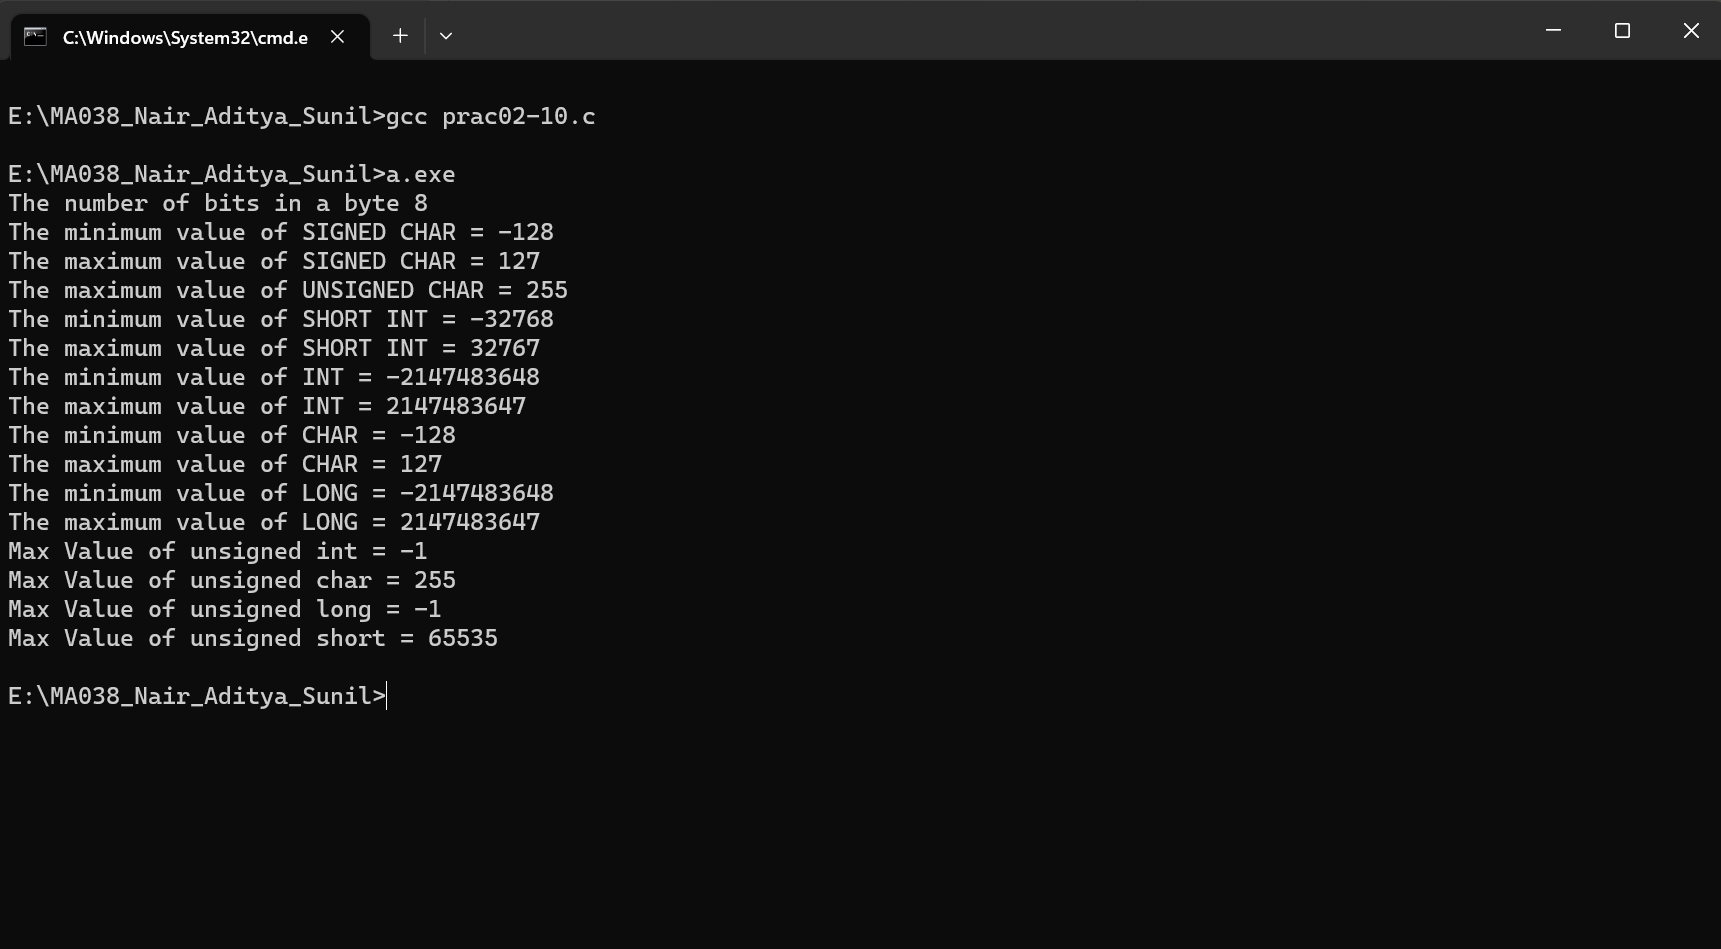 C:\Windows\System32\cmd.e
E:\MA038_Nair_Aditya_Sunil>gcc prac02-10.c
E:\MA038_Nair_Aditya_Sunil>a.exe
The number of bits in a byte 8
The minimum value of SIGNED CHAR = -128
The maximum value of SIGNED CHAR = 127
The maximum value of UNSIGNED CHAR = 255
The minimum value of SHORT INT = -32768
The maximum value of SHORT INT = 32767
The minimum value of INT = -2147483648
The maximum value of INT = 2147483647
The minimum value of CHAR = -128
The maximum value of CHAR = 127
The minimum value of LONG = -2147483648
The maximum value of LONG = 2147483647
Max Value of unsigned int = -1
Max Value of unsigned char = 255
Max Value of unsigned long = -1
Max Value of unsigned short = 65535
E:\MA038_Nair_Aditya_Sunil>